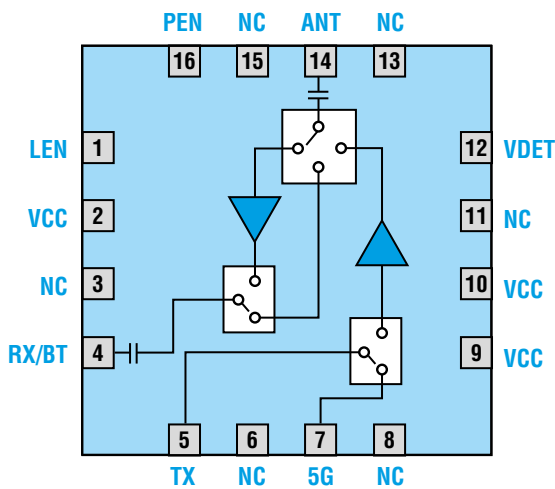 PEN NC ANT NC
16 15 14 13
LEN 1
12 VDET
VCC 2
11 NC
NC 3
10 VCC
RX/BT 4
9 VCC
5 6 7 8
TX NC 5G NC